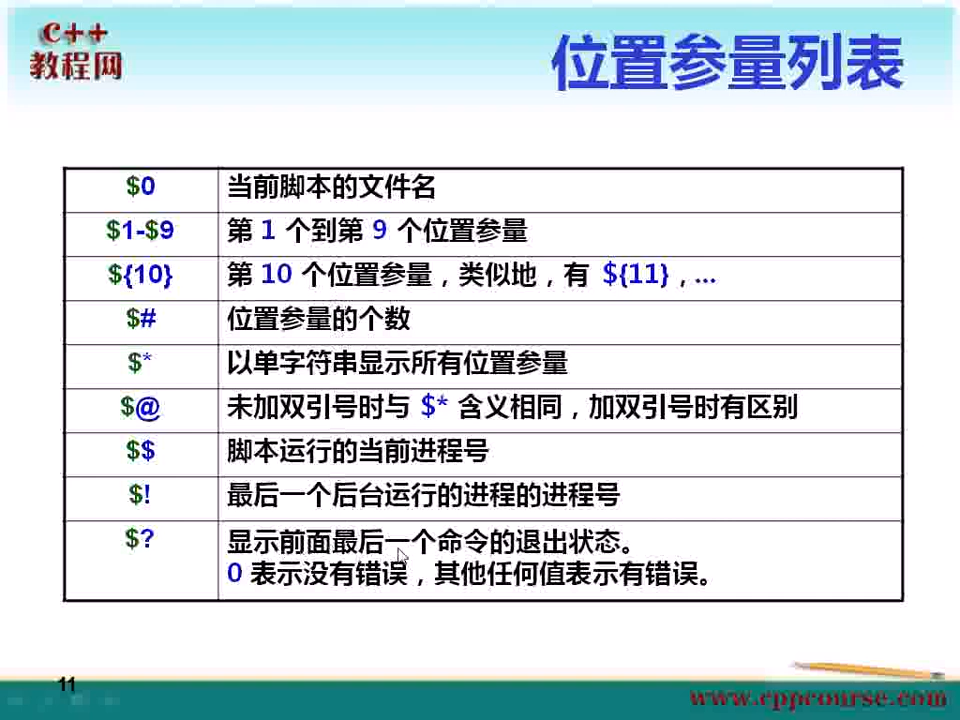 C++
教程网
位置参量列表
$0 当前脚本的文件名
$1-$9 第 1 个到第 9 个位置参量
${10} 第 10 个位置参量，类似地，有 ${11}，...
$# 位置参量的个数
$* 以单字符串显示所有位置参量
$@ 未加双引号时与 $* 含义相同，加双引号时有区别
$$ 脚本运行的当前进程号
$! 最后一个后台运行的进程的进程号
$? 显示前面最后一个命令的退出状态。
0 表示没有错误，其他任何值表示有错误。
11
www.cppcourse.com